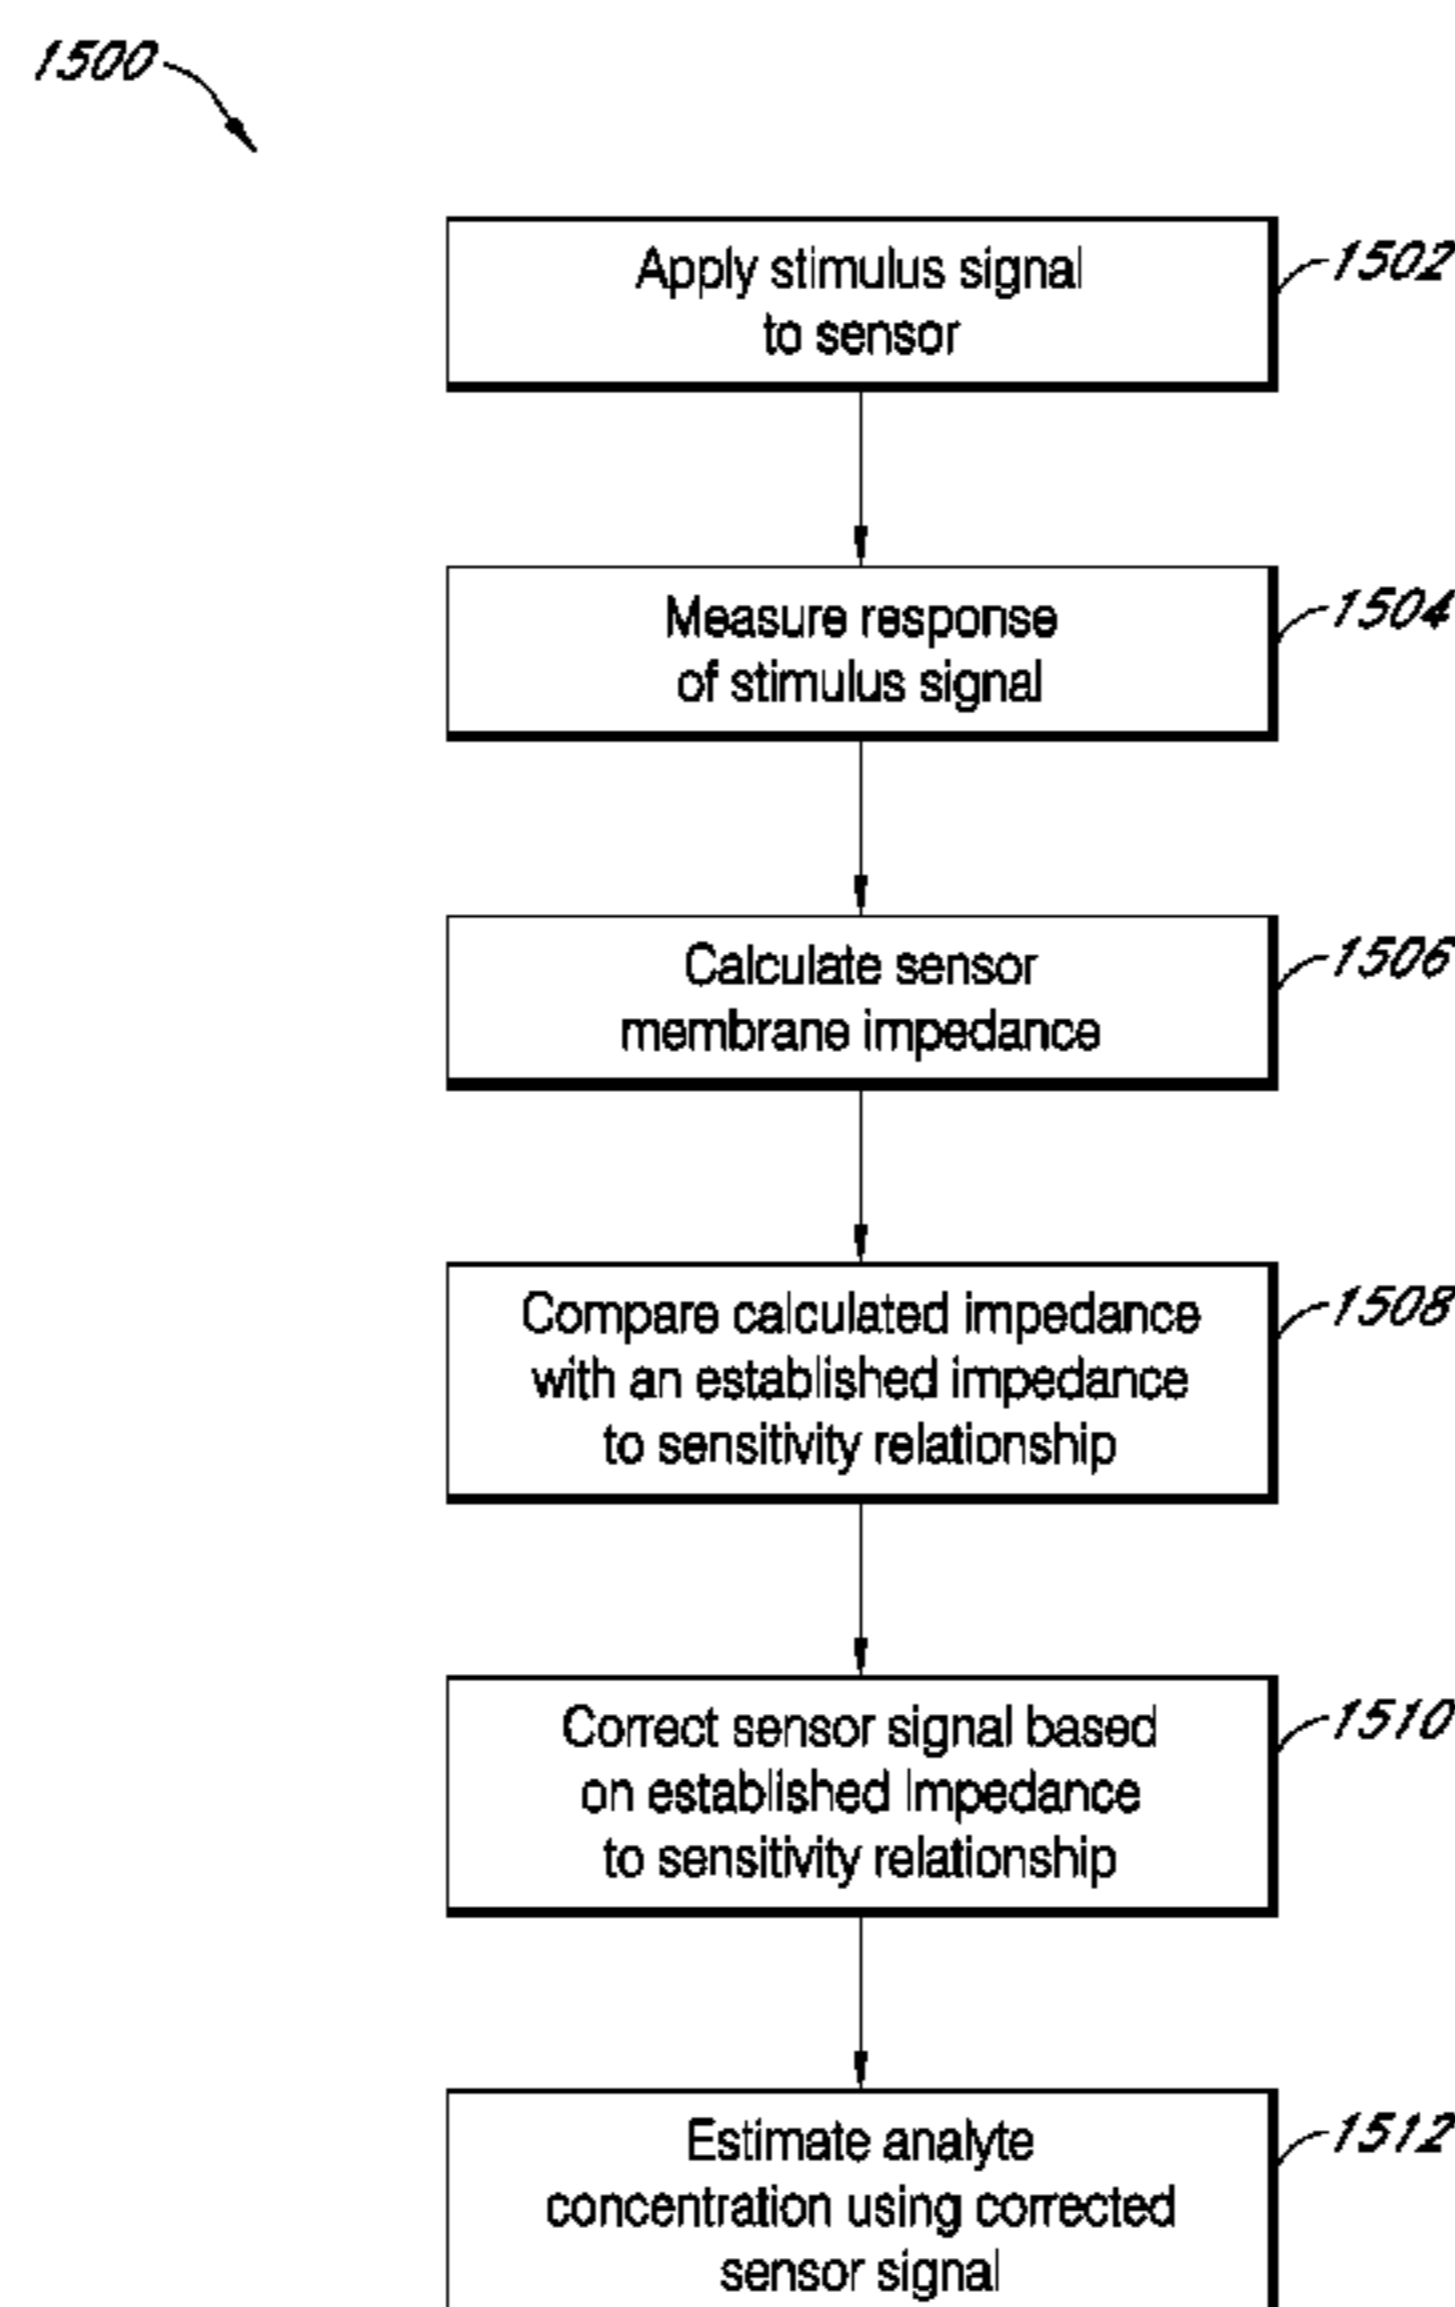 1500
Apply stimulus signal
to sensor
1502
Measure response
of stimulus signal
1504
Calculate sensor
membrane impedance
1506
Compare calculated impedance
with an established impedance
to sensitivity relationship
1508
Correct sensor signal based
on established impedance
to sensitivity relationship
1510
Estimate analyte
concentration using corrected
sensor signal
1512